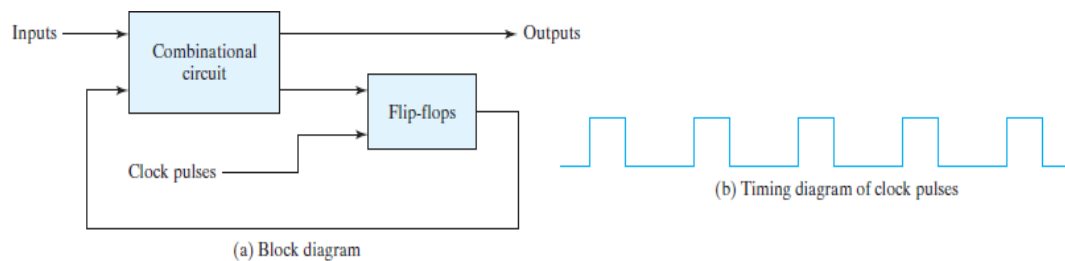 Inputs
Combinational
circuit
Outputs
Flip-flops
Clock pulses
(a) Block diagram
(b) Timing diagram of clock pulses